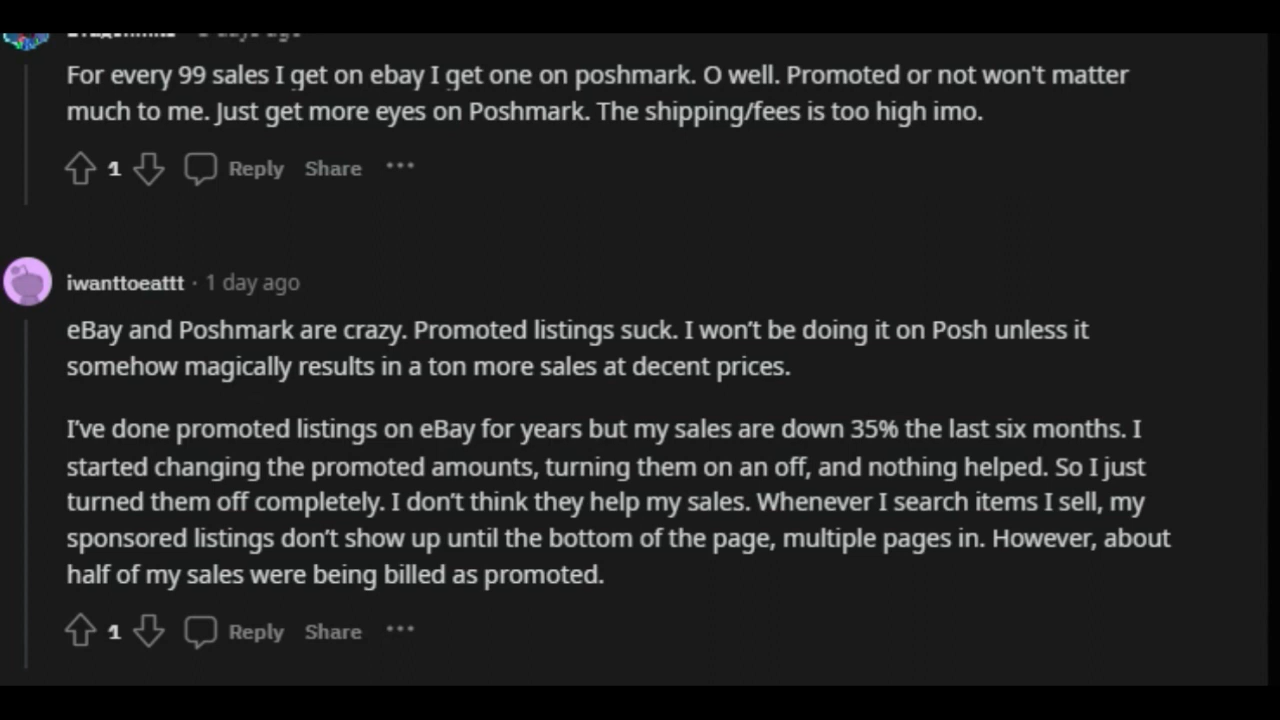 For every 99 sales I get on ebay I get one on poshmark. O well. Promoted or not won't matter
much to me. Just get more eyes on Poshmark. The shipping/fees is too high imo.
1 Reply Share ...
iwanttoeattt · 1 day ago
eBay and Poshmark are crazy. Promoted listings suck. I won’t be doing it on Posh unless it
somehow magically results in a ton more sales at decent prices.
I’ve done promoted listings on eBay for years but my sales are down 35% the last six months. I
started changing the promoted amounts, turning them on an off, and nothing helped. So I just
turned them off completely. I don’t think they help my sales. Whenever I search items I sell, my
sponsored listings don’t show up until the bottom of the page, multiple pages in. However, about
half of my sales were being billed as promoted.
1 Reply Share ...